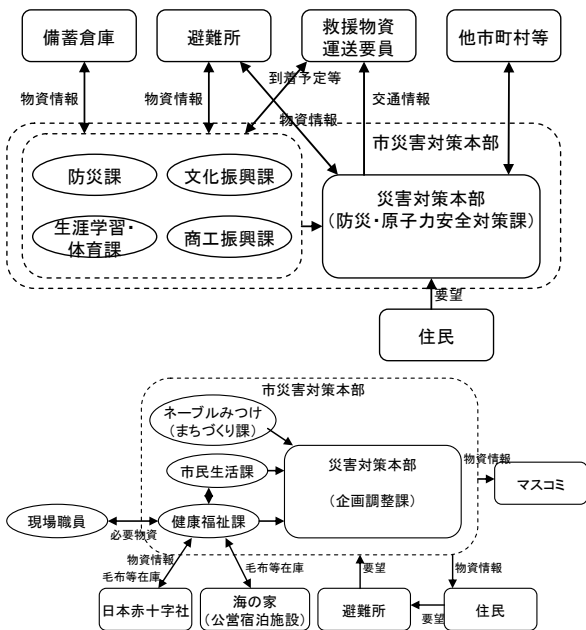 備蓄倉庫
避難所
救援物資
運送要員
他市町村等
到着予定等
物資情報
物資情報
物資情報
交通情報
市災害対策本部
防災課
文化振興課
生涯学習・
体育課
商工振興課
災害対策本部
(防災・原子力安全対策課)
要望
住民
市災害対策本部
ネーブルみつけ
(まちづくり課)
市民生活課
災害対策本部
(企画調整課)
物資情報
マスコミ
現場職員
必要物資
健康福祉課
物資情報
毛布等在庫
毛布等在庫
要望
物資情報
日本赤十字社
海の家
(公営宿泊施設)
避難所
要望
住民